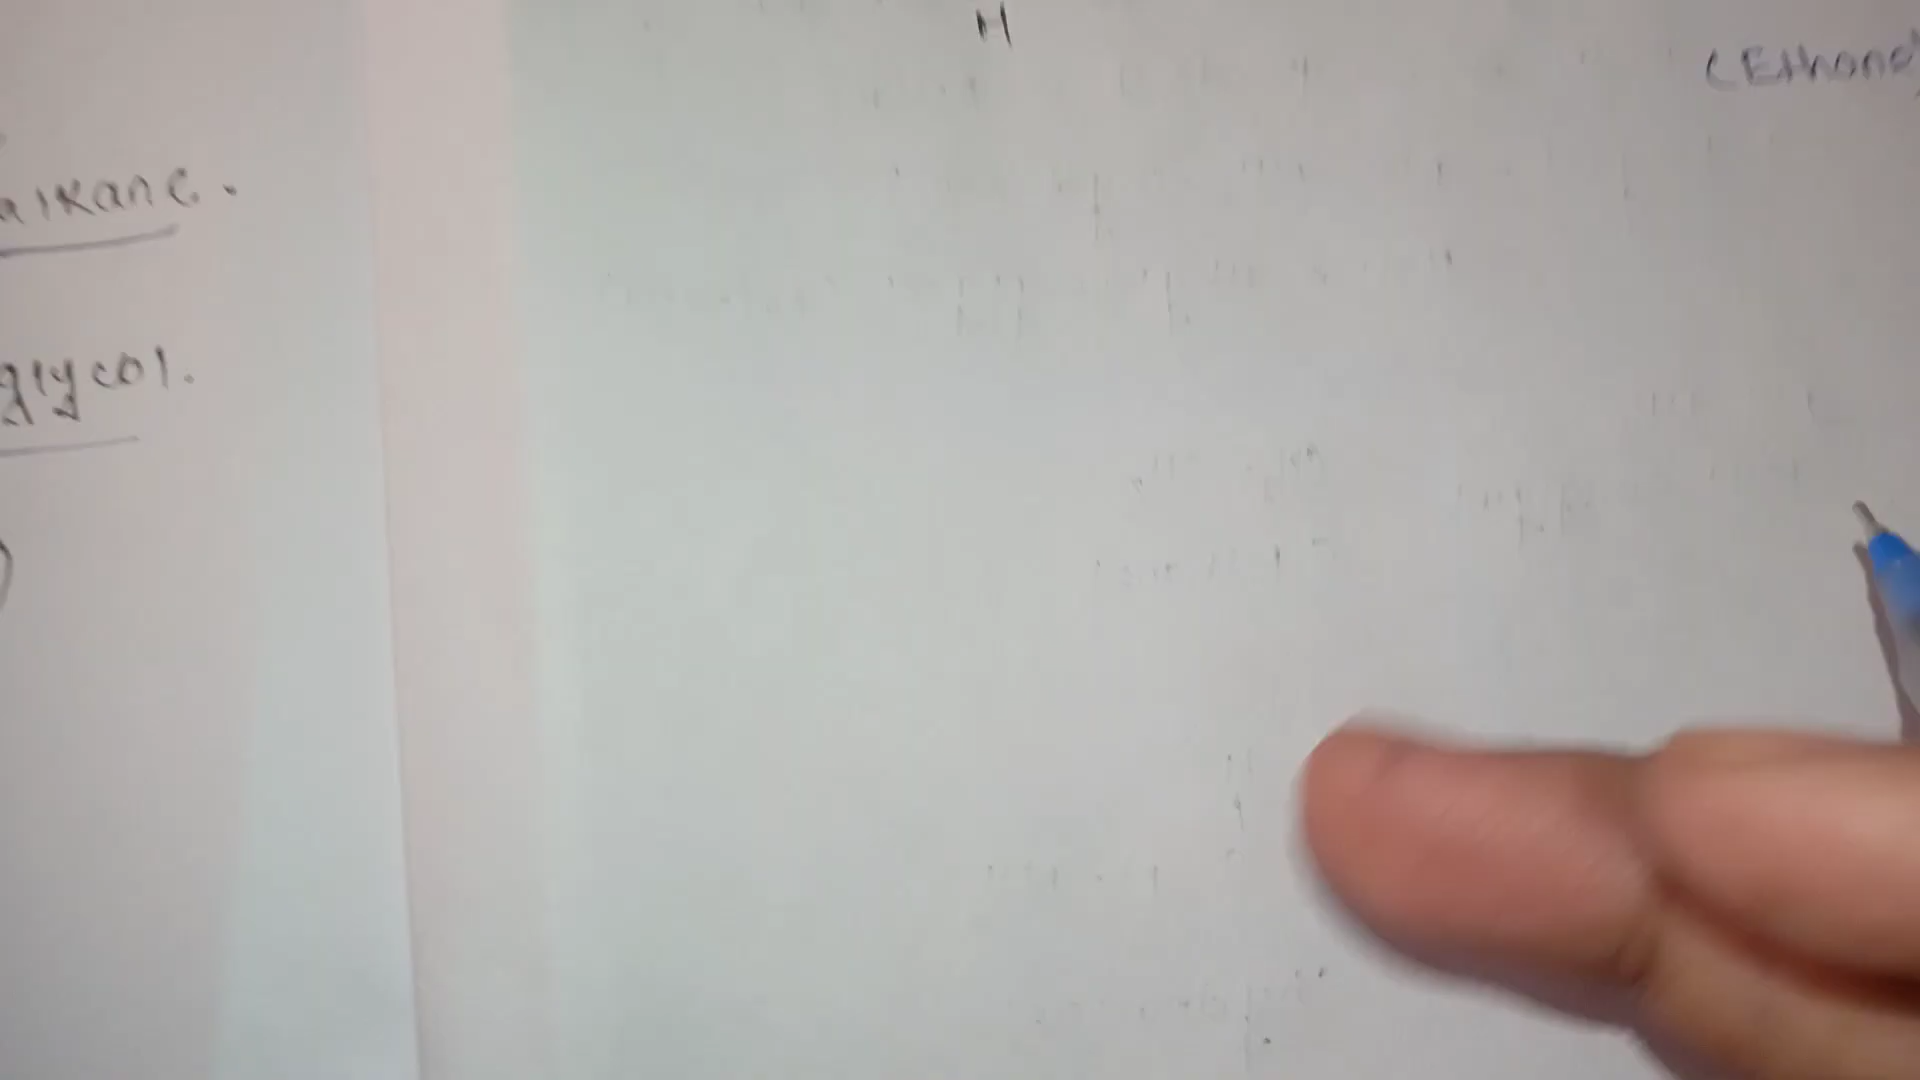 alkane.
glycol.
)
H
(Ethane)